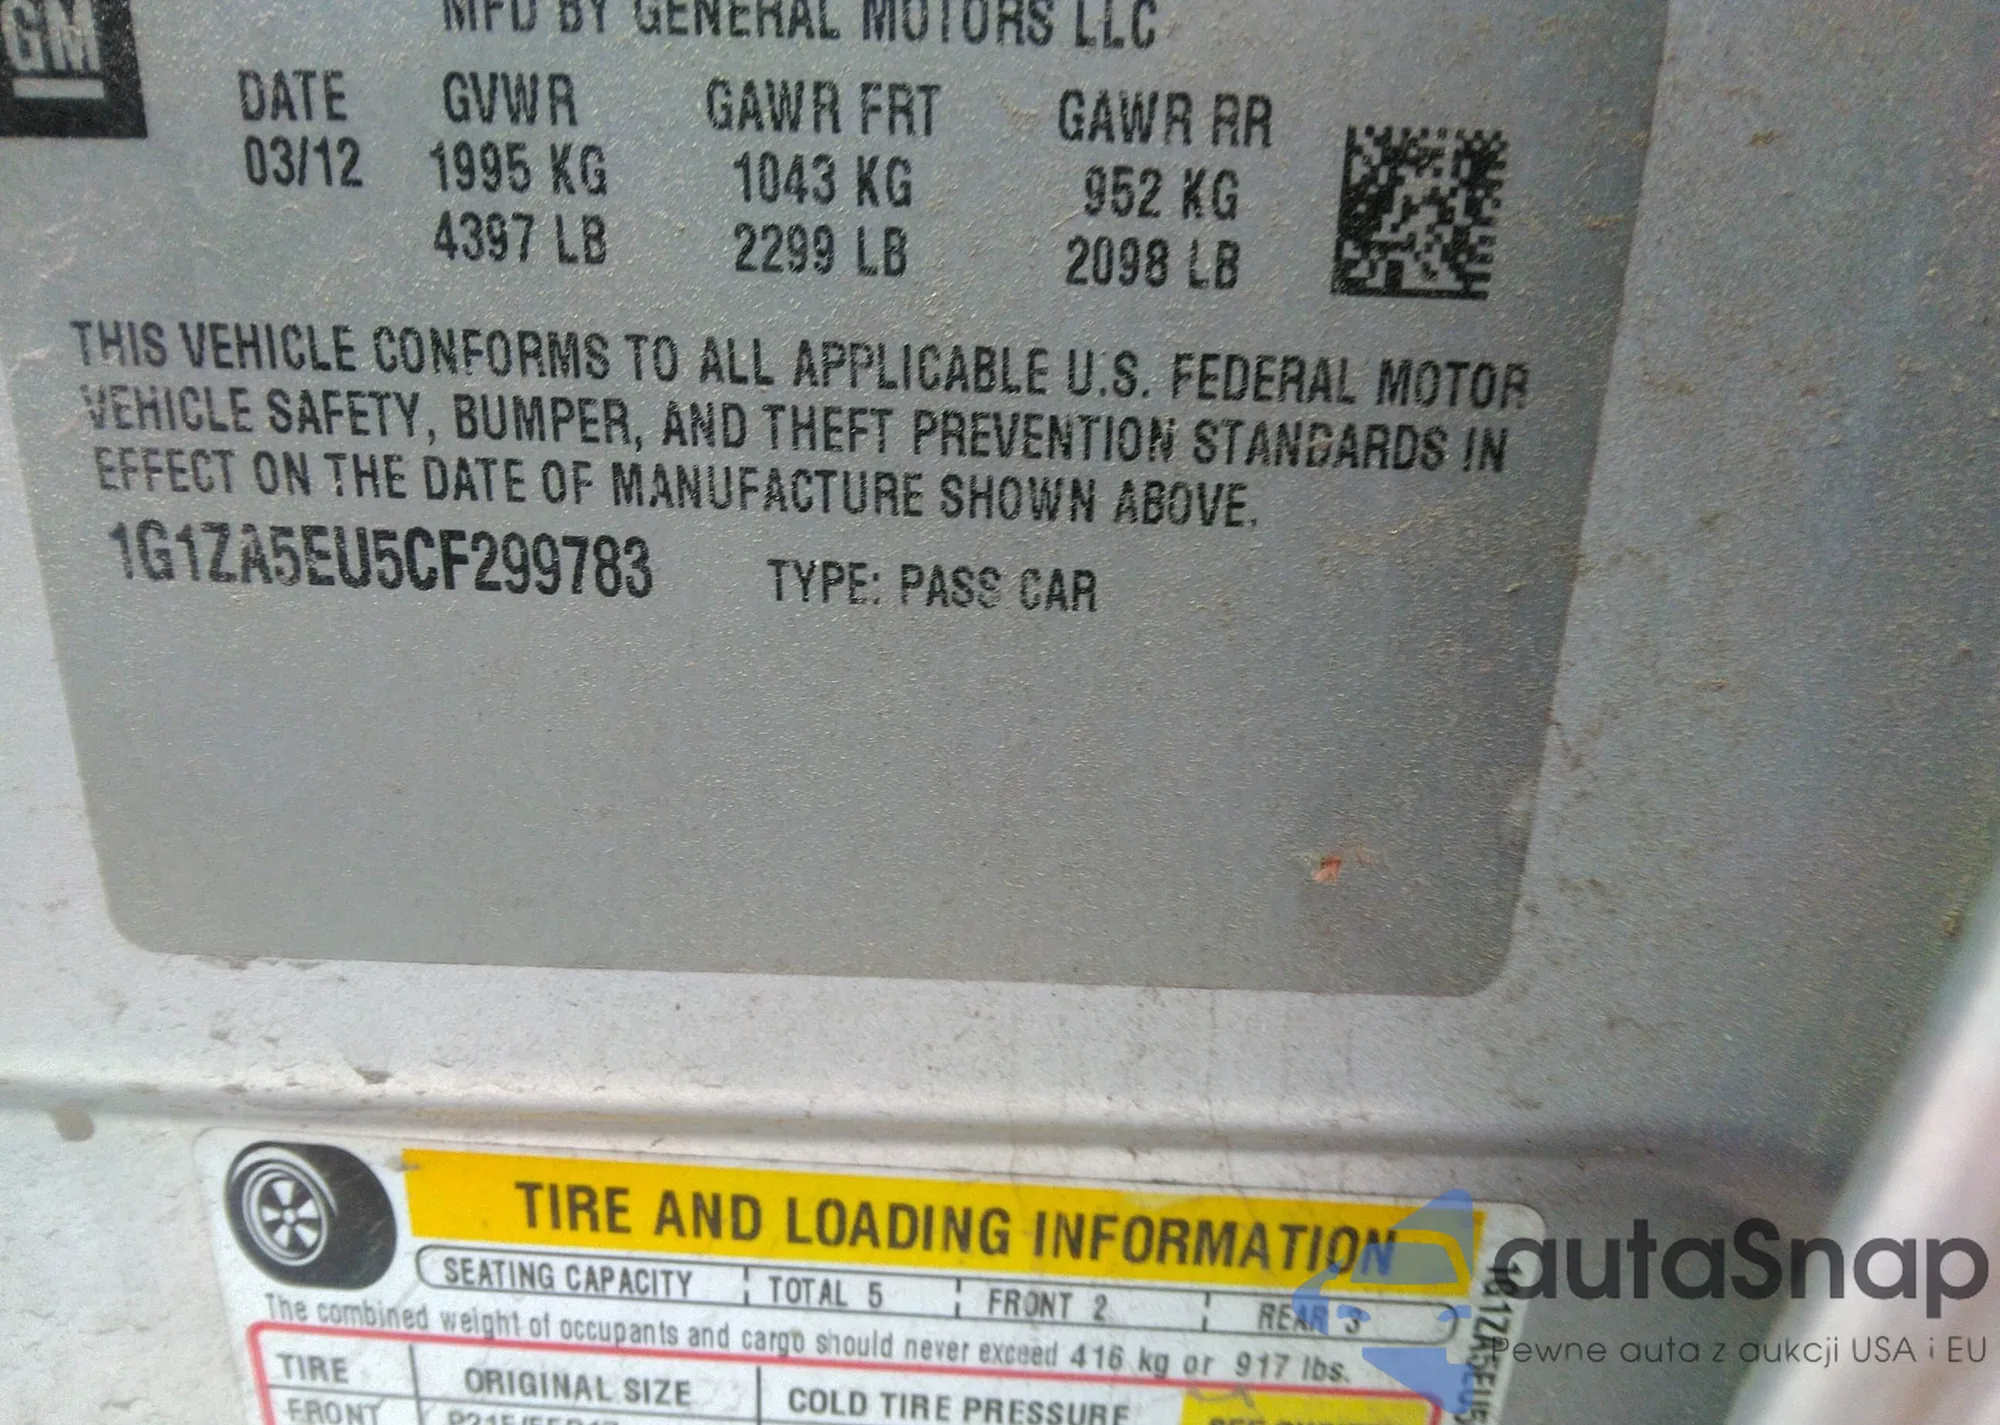 GM
MFD BY GENERAL MOTORS LLC
DATE GVWR GAWR FRT GAWR RR
03/12 1995 KG 1043 KG 952 KG
4397 LB 2299 LB 2098 LB
THIS VEHICLE CONFORMS TO ALL APPLICABLE U.S. FEDERAL MOTOR
VEHICLE SAFETY, BUMPER, AND THEFT PREVENTION STANDARDS IN
EFFECT ON THE DATE OF MANUFACTURE SHOWN ABOVE.
1G1ZA5EU5CF299783 TYPE: PASS CAR
TIRE AND LOADING INFORMATION
SEATING CAPACITY TOTAL 5 FRONT 2 REAR 3
The combined weight of occupants and cargo should never exceed 416 kg or 917 lbs.
TIRE ORIGINAL SIZE COLD TIRE PRESSURE
FRONT
1G1ZA5EU5
autaSnap
Pewne auta z aukcji USA i EU